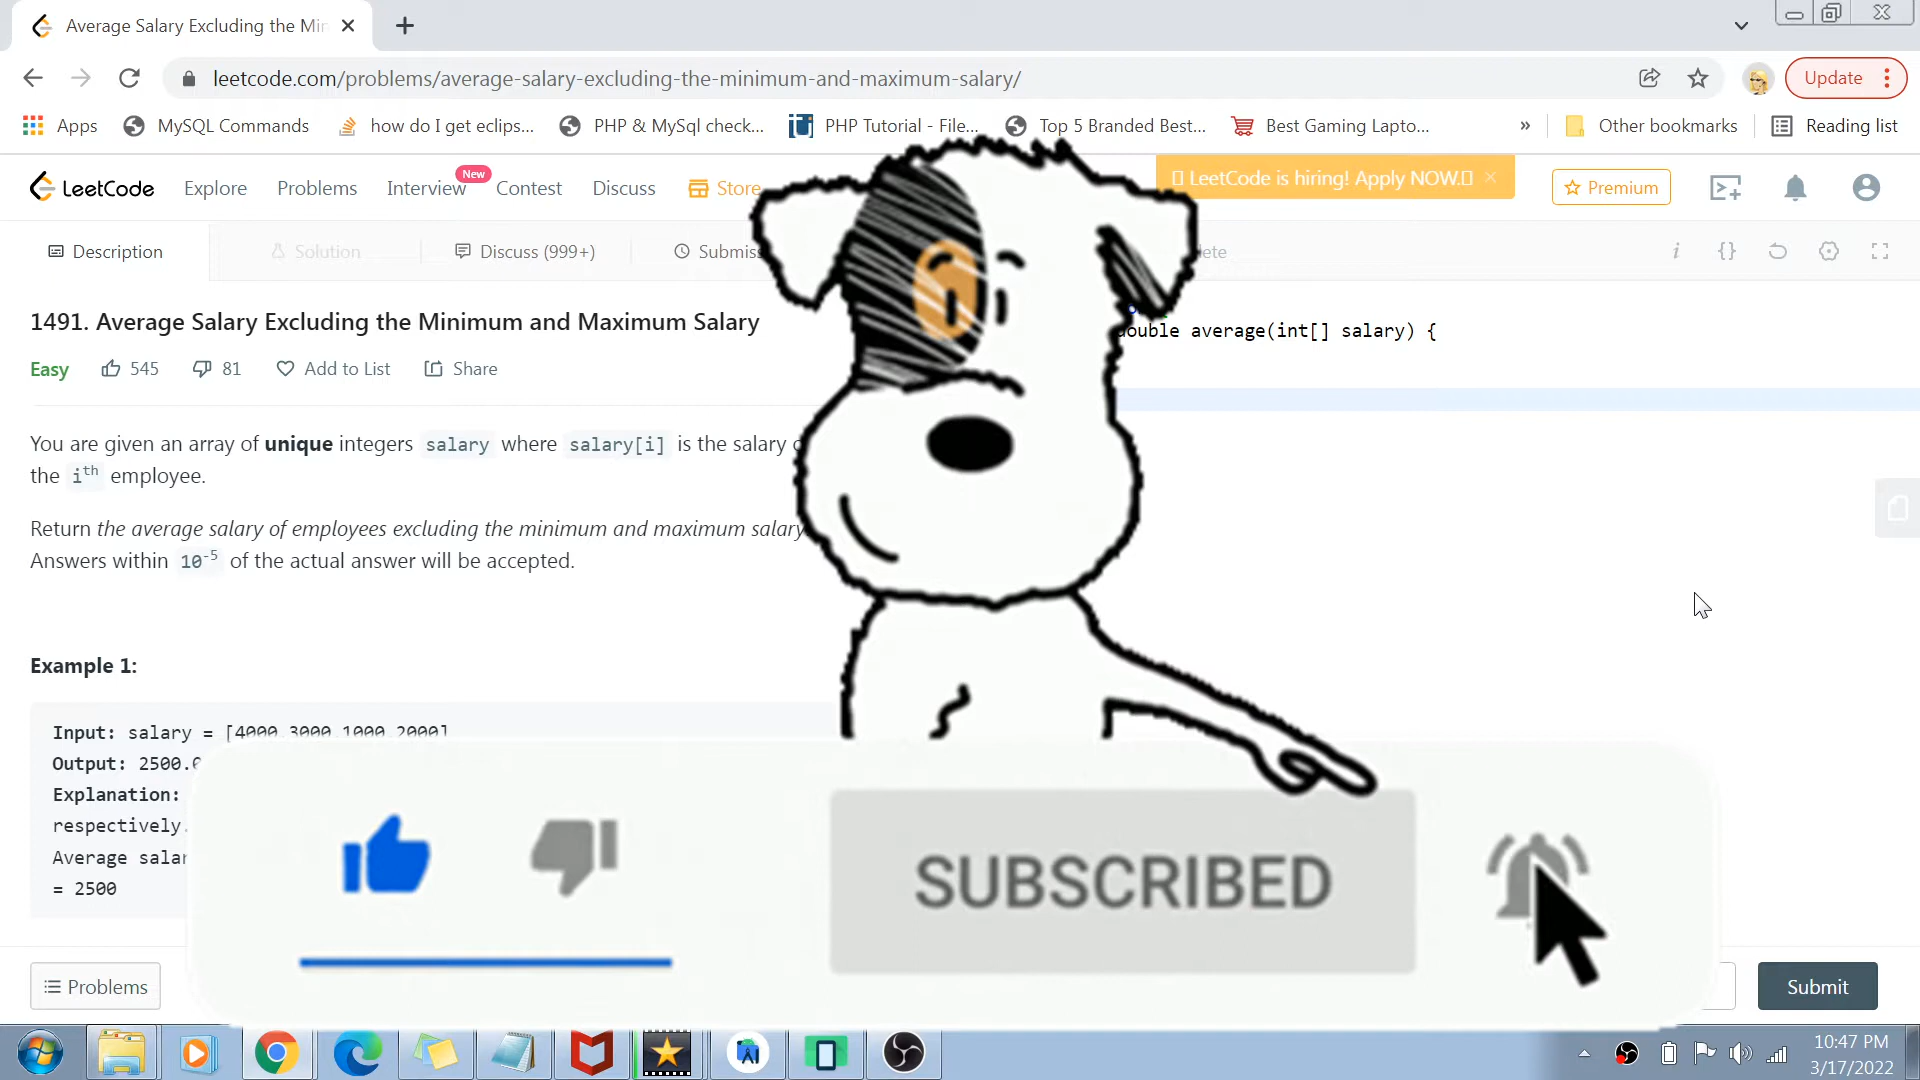 Average Salary Excluding the Min
leetcode.com/problems/average-salary-excluding-the-minimum-and-maximum-salary/
Update
Apps
MySQL Commands
how do I get eclips...
PHP & MySql check...
PHP Tutorial - File...
Top 5 Branded Best...
Best Gaming Lapto...
»
Other bookmarks
Reading list
LeetCode
Explore
Problems
Interview
New
Contest
Discuss
Store
LeetCode is hiring! Apply NOW.
Premium
Description
Solution
Discuss (999+)
1491. Average Salary Excluding the Minimum and Maximum Salary
double average(int[] salary) {
Easy
545
81
Add to List
Share
You are given an array of unique integers salary where salary[i] is the salary
the ith employee.
Return the average salary of employees excluding the minimum and maximum salary
Answers within 10-5 of the actual answer will be accepted.
Example 1:
Input: salary = [4000,3000,1000,2000]
Output: 2500.0
Explanation:
respectively.
Average
= 2500
SUBSCRIBED
Problems
Submit
10:47 PM
3/17/2022